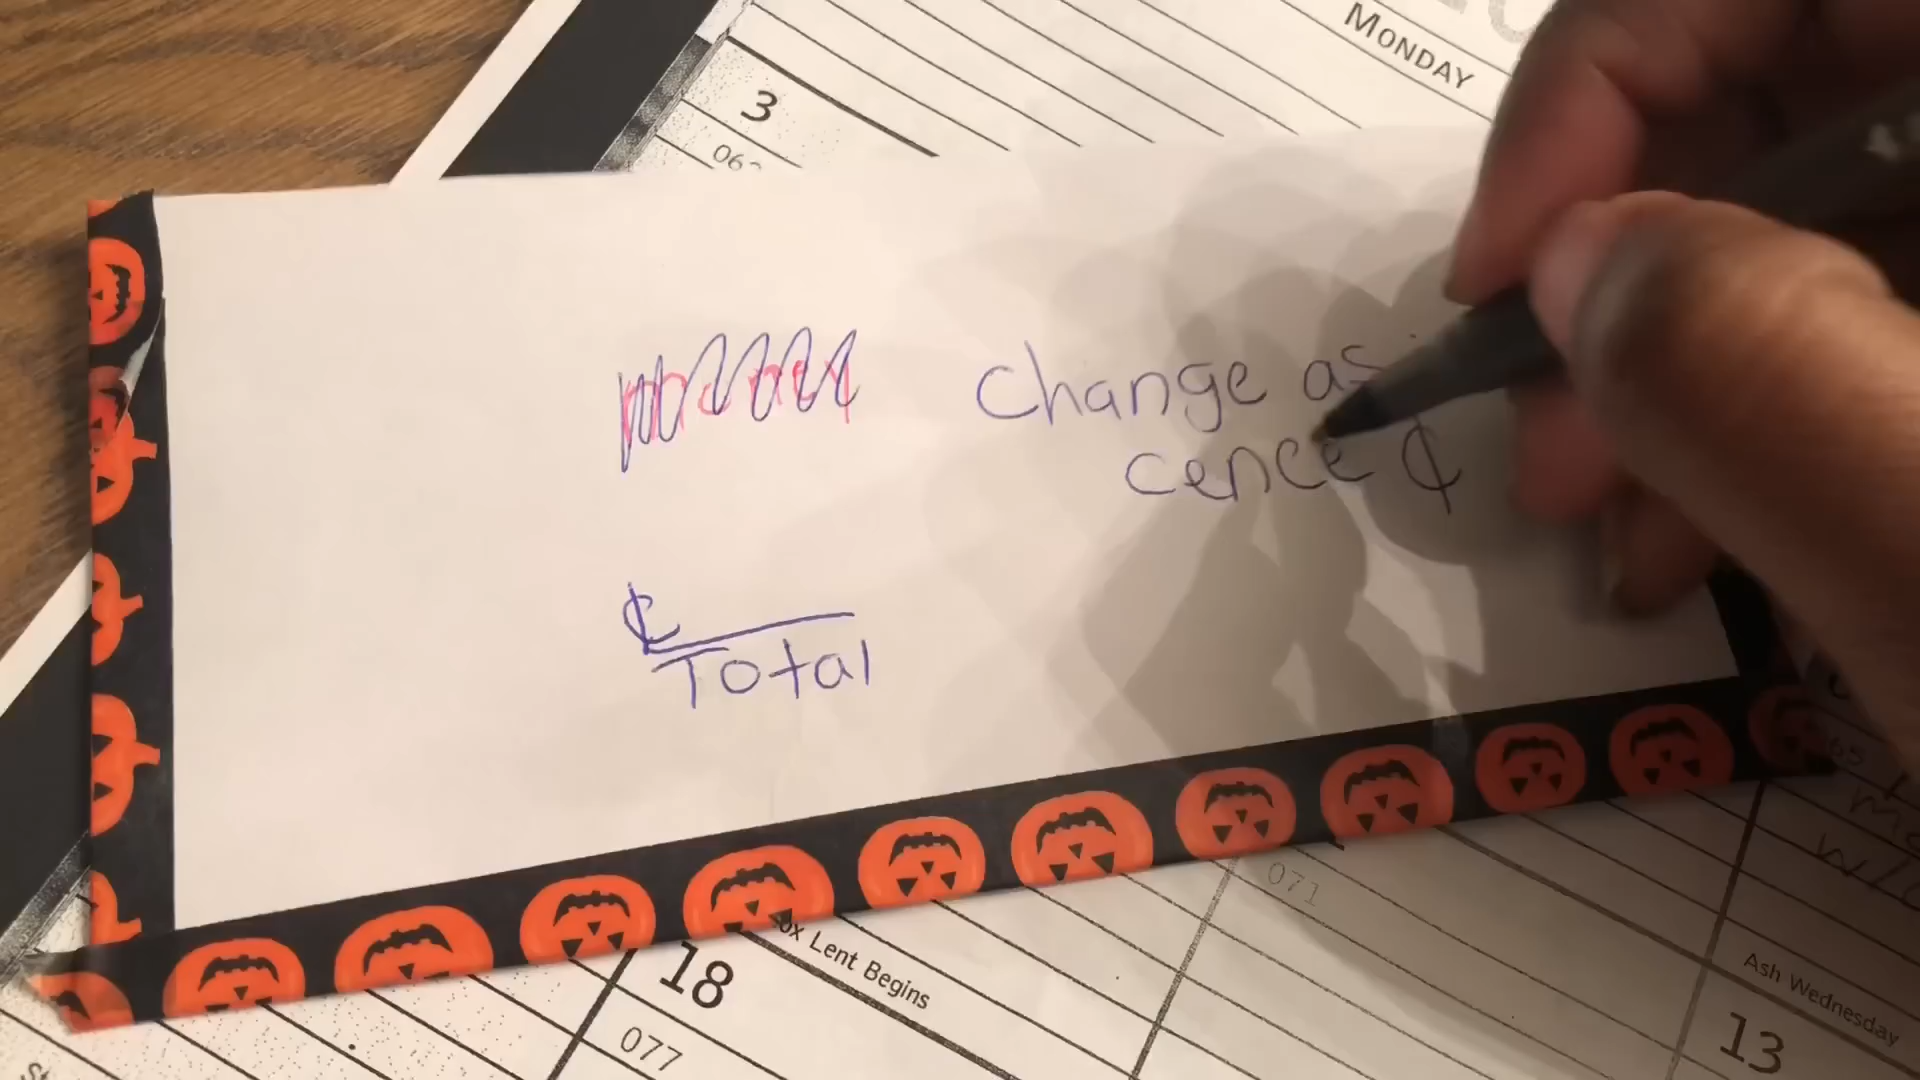 MONDAY
3
Change as
cence ¢
¢
Total
Lent Begins
18
077
071
Ash Wednesday
13